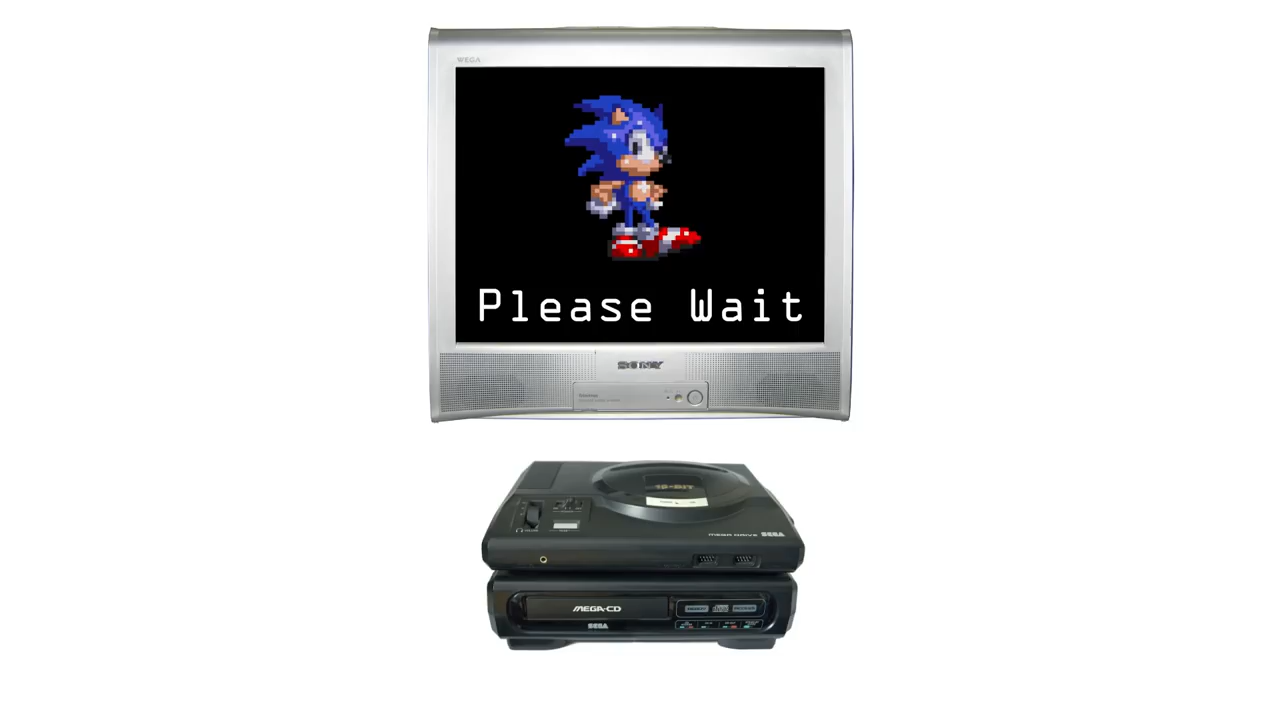 WEGA
Please Wait
SONY
16-BIT
MEGA DRIVE SEGA
MEGA-CD
SEGA